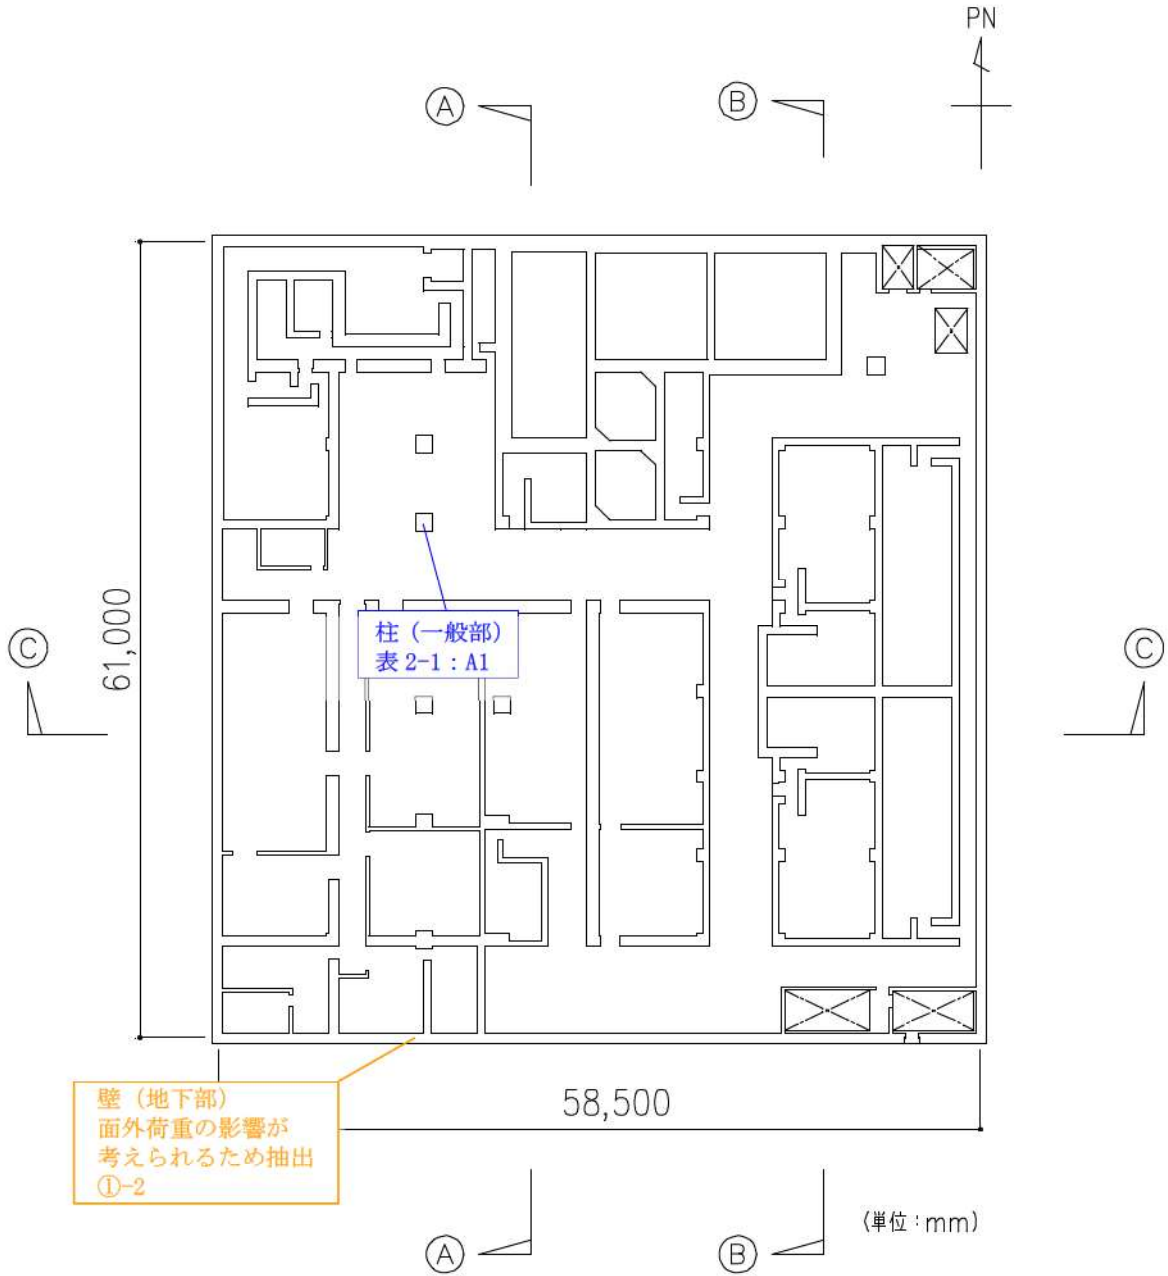 PN
A
B
61,000
柱（一般部）
表 2-1：A1
C
C
壁（地下部）
面外荷重の影響が
考えられるため抽出
①-2
58,500
（単位：mm）
A
B